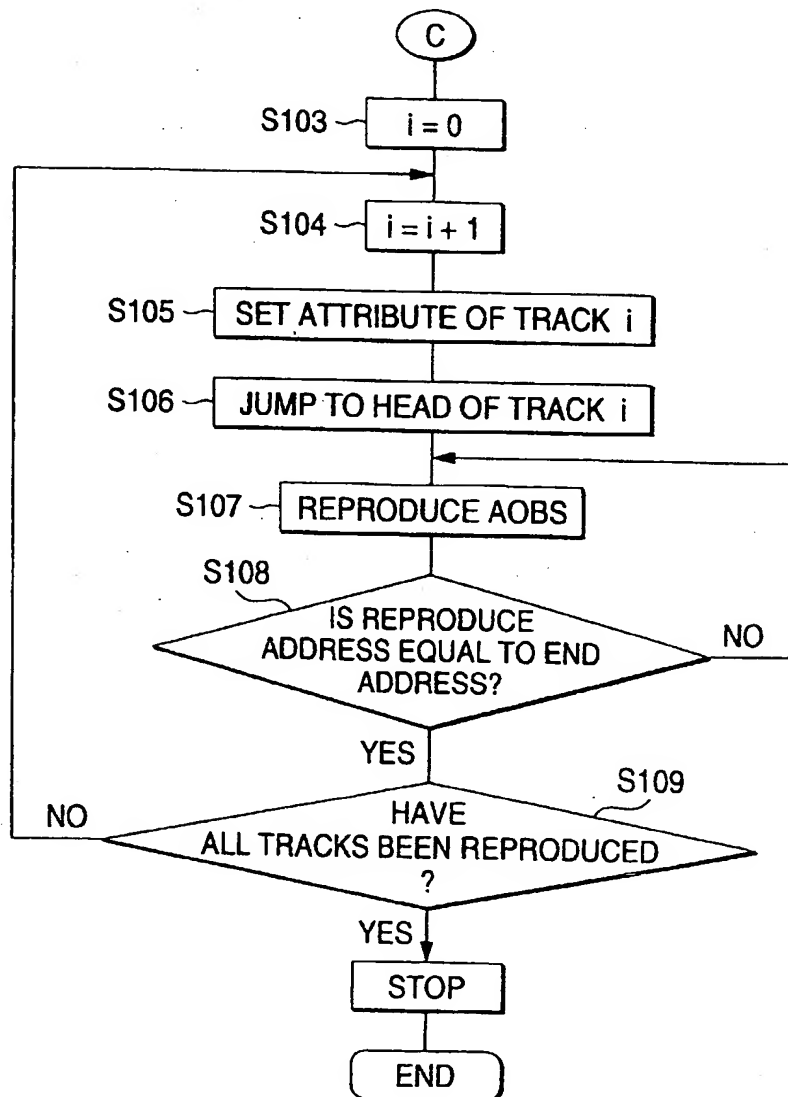 C
S103
i = 0
S104
i = i + 1
S105
SET ATTRIBUTE OF TRACK i
S106
JUMP TO HEAD OF TRACK i
S107
REPRODUCE AOBS
S108
IS REPRODUCE
ADDRESS EQUAL TO END
ADDRESS?
NO
YES
S109
HAVE
ALL TRACKS BEEN REPRODUCED
?
NO
YES
STOP
END